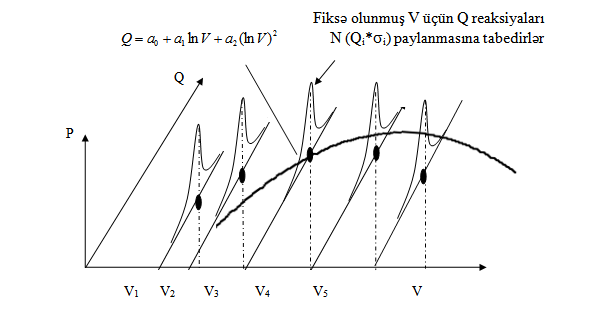 Fiksə olunmuş V üçün Q reaksiyaları
N (Qi*σi) paylanmasına tabedirlər
Q = a₀ + a₁ ln V + a₂(ln V)²
Q
P
V₁ V₂ V₃ V₄ V₅ V